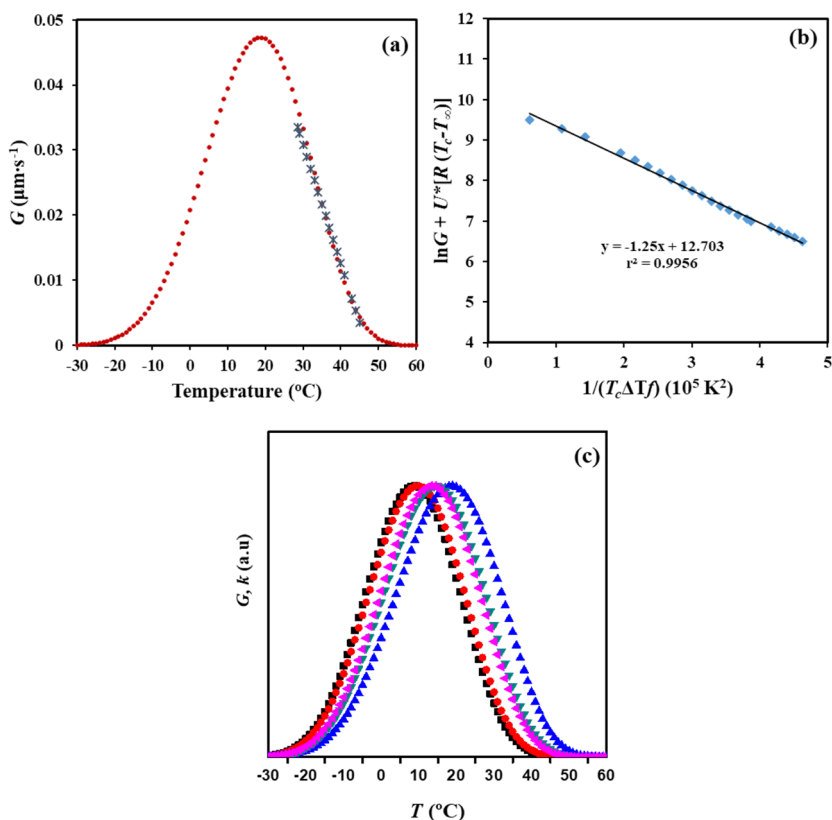 (a)
G (μm·s⁻¹)
0.05
0.04
0.03
0.02
0.01
0
-30 -20 -10 0 10 20 30 40 50 60
Temperature (ºC)
(b)
lnG + U*[R (Tc-T∞)]
12
11
10
9
8
7
6
5
4
y = -1.25x + 12.703
r² = 0.9956
0 1 2 3 4 5
1/(TcΔTf) (10⁵ K²)
(c)
G, k (a.u)
-30 -20 -10 0 10 20 30 40 50 60
T (ºC)